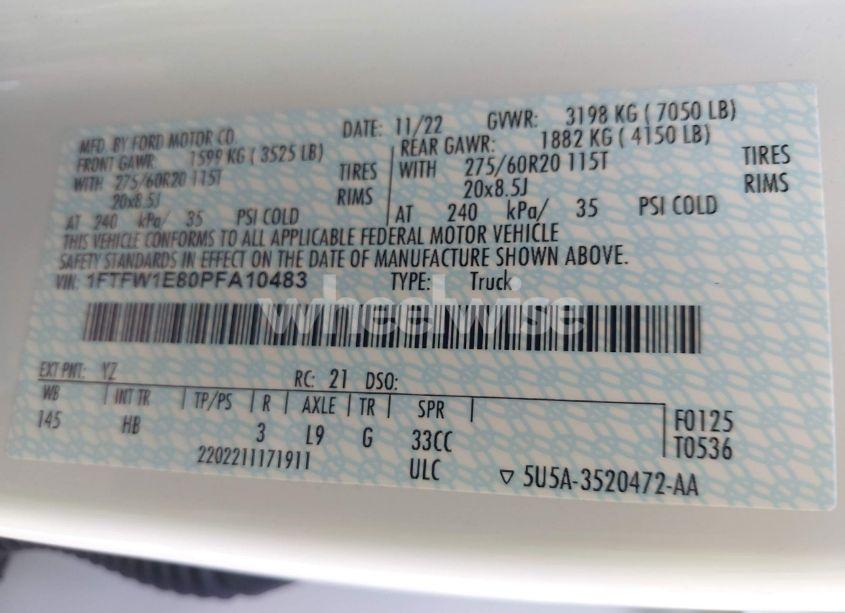 MFD. BY FORD MOTOR CO. DATE: 11/22 GVWR: 3198 KG ( 7050 LB)
FRONT GAWR: 1599 KG ( 3525 LB) REAR GAWR: 1882 KG ( 4150 LB)
WITH 275/60R20 115T TIRES WITH 275/60R20 115T TIRES
20x8.5J RIMS 20x8.5J RIMS
AT 240 kPa/ 35 PSI COLD AT 240 kPa/ 35 PSI COLD
THIS VEHICLE CONFORMS TO ALL APPLICABLE FEDERAL MOTOR VEHICLE
SAFETY STANDARDS IN EFFECT ON THE DATE OF MANUFACTURE SHOWN ABOVE.
VIN: 1FTFW1E80PFA10483 TYPE: Truck
wheelwise
EXT PNT: YZ RC: 21 DSO:
WB INT TR TP/PS R AXLE TR SPR
145 HB 3 L9 G 33CC
F0125
T0536
2202211171911 ULC 5U5A-3520472-AA